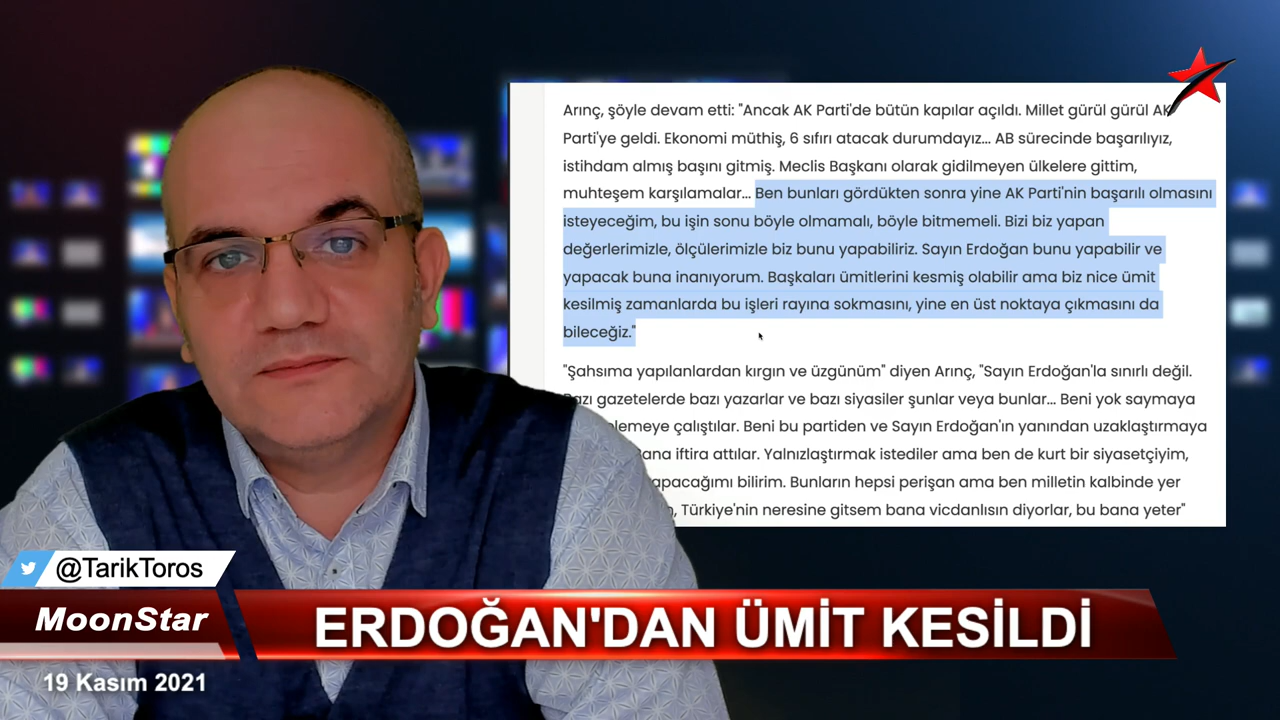 Arınç, şöyle devam etti: "Ancak AK Parti'de bütün kapılar açıldı. Millet gürül gürül AK
Parti'ye geldi. Ekonomi müthiş, 6 sıfırı atacak durumdayız... AB sürecinde başarılıyız,
istihdam almış başını gitmiş. Meclis Başkanı olarak gidilmeyen ülkelere gittim,
muhteşem karşılamalar... Ben bunları gördükten sonra yine AK Parti'nin başarılı olmasını
isteyeceğim, bu işin sonu böyle olmamalı, böyle bitmemeli. Bizi biz yapan
değerlerimizle, ölçülerimizle biz bunu yapabiliriz. Sayın Erdoğan bunu yapabilir ve
yapacak buna inanıyorum. Başkaları ümitlerini kesmiş olabilir ama biz nice ümit
kesilmiş zamanlarda bu işleri rayına sokmasını, yine en üst noktaya çıkmasını da
bileceğiz."
"Şahsıma yapılanlardan kırgın ve üzgünüm" diyen Arınç, "Sayın Erdoğan'la sınırlı değil.
Bazı gazetelerde bazı yazarlar ve bazı siyasiler şunlar veya bunlar... Beni yok saymaya
lemeye çalıştılar. Beni bu partiden ve Sayın Erdoğan'ın yanından uzaklaştırmaya
ana iftira attılar. Yalnızlaştırmak istediler ama ben de kurt bir siyasetçiyim,
apacağımı bilirim. Bunların hepsi perişan ama ben milletin kalbinde yer
, Türkiye'nin neresine gitsem bana vicdanlısın diyorlar, bu bana yeter"
@TarikToros
MoonStar
ERDOĞAN'DAN ÜMİT KESİLDİ
19 Kasım 2021